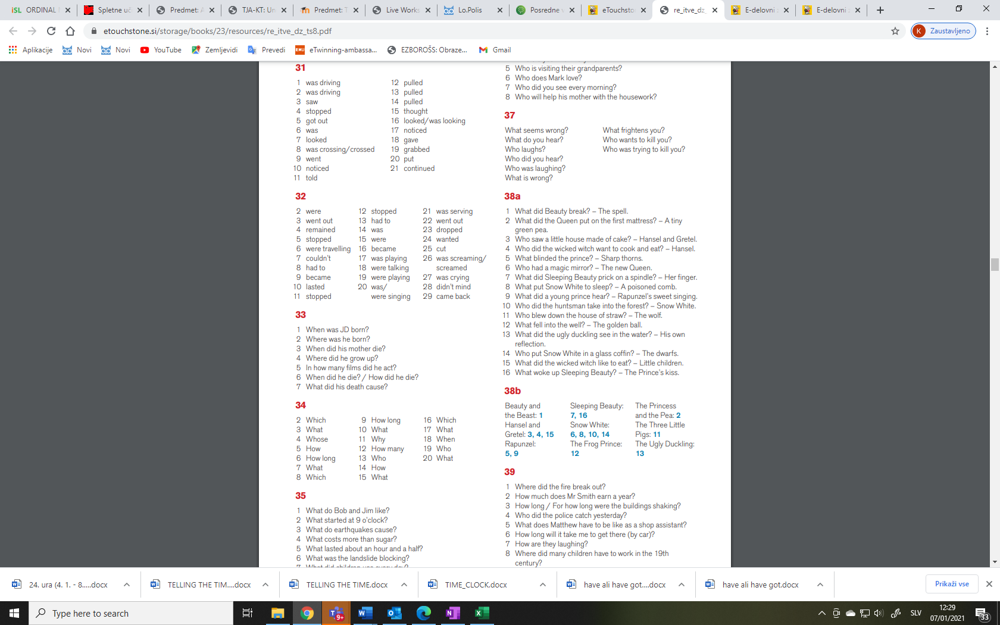 iSL ORDINAL
Spletne uč
Predmet: A
TJA-KT: Un
Predmet: T
Live Works
Lo.Polis
Posredne
eTouchsto
re_itve_dz_
E-delovni
E-delovni
etouchstone.si/storage/books/23/resources/re_itve_dz_ts8.pdf
K Zaustavljeno
Aplikacije
Novi
Novi
YouTube
Zemljevidi
Prevedi
eTwinning-ambassa...
EZBOROŠS: Obraze...
Gmail
31
1 was driving
2 was driving
3 saw
4 stopped
5 got out
6 was
7 looked
8 was crossing/crossed
9 went
10 noticed
11 told
12 pulled
13 pulled
14 pulled
15 thought
16 looked/was looking
17 noticed
18 gave
19 grabbed
20 put
21 continued
32
2 were
3 went out
4 remained
5 stopped
6 were travelling
7 couldn't
8 had to
9 became
10 lasted
11 stopped
12 stopped
13 had to
14 was
15 were
16 became
17 was playing
18 were talking
19 were playing
20 was/
were singing
21 was serving
22 went out
23 dropped
24 wanted
25 cut
26 was screaming/
screamed
27 was crying
28 didn't mind
29 came back
33
1 When was JD born?
2 Where was he born?
3 When did his mother die?
4 Where did he grow up?
5 In how many films did he act?
6 When did he die? / How did he die?
7 What did his death cause?
34
2 Which
3 What
4 Whose
5 How
6 How long
7 What
8 Which
9 How long
10 What
11 Why
12 How many
13 Who
14 How
15 What
16 Which
17 What
18 When
19 Who
20 What
35
1 What do Bob and Jim like?
2 What started at 9 o'clock?
3 What do earthquakes cause?
4 What costs more than sugar?
5 What lasted about an hour and a half?
6 What was the landslide blocking?
7 What did children use every day?
5 Who is visiting their grandparents?
6 Who does Mark love?
7 Who did you see every morning?
8 Who will help his mother with the housework?
37
What seems wrong?
What do you hear?
Who laughs?
Who did you hear?
Who was laughing?
What is wrong?
What frightens you?
Who wants to kill you?
Who was trying to kill you?
38a
1 What did Beauty break? – The spell.
2 What did the Queen put on the first mattress? – A tiny
green pea.
3 Who saw a little house made of cake? – Hansel and Gretel.
4 Who did the wicked witch want to cook and eat? – Hansel.
5 What blinded the prince? – Sharp thorns.
6 Who had a magic mirror? – The new Queen.
7 What did Sleeping Beauty prick on a spindle? – Her finger.
8 What put Snow White to sleep? – A poisoned comb.
9 What did a young prince hear? – Rapunzel's sweet singing.
10 Who did the huntsman take into the forest? – Snow White.
11 Who blew down the house of straw? – The wolf.
12 What fell into the well? – The golden ball.
13 What did the ugly duckling see in the water? – His own
reflection.
14 Who put Snow White in a glass coffin? – The dwarfs.
15 What did the wicked witch like to eat? – Little children.
16 What woke up Sleeping Beauty? – The Prince's kiss.
38b
Beauty and
the Beast: 1
Hansel and
Gretel: 3, 4, 15
Rapunzel:
5, 9
Sleeping Beauty:
7, 16
Snow White:
6, 8, 10, 14
The Frog Prince:
12
The Princess
and the Pea: 2
The Three Little
Pigs: 11
The Ugly Duckling:
13
39
1 Where did the fire break out?
2 How much does Mr Smith earn a year?
3 How long / For how long were the buildings shaking?
4 Who did the police catch yesterday?
5 What does Matthew have to be like as a shop assistant?
6 How long will it take me to get there (by car)?
7 How are they laughing?
8 Where did many children have to work in the 19th
century?
24. ura (4. 1. - 8.....docx
TELLING THE TIM....docx
TELLING THE TIME.docx
TIME_CLOCK.docx
have ali have got....docx
have ali have got.docx
Prikaži vse
Type here to search
9+
SLV
12:29
07/01/2021
33